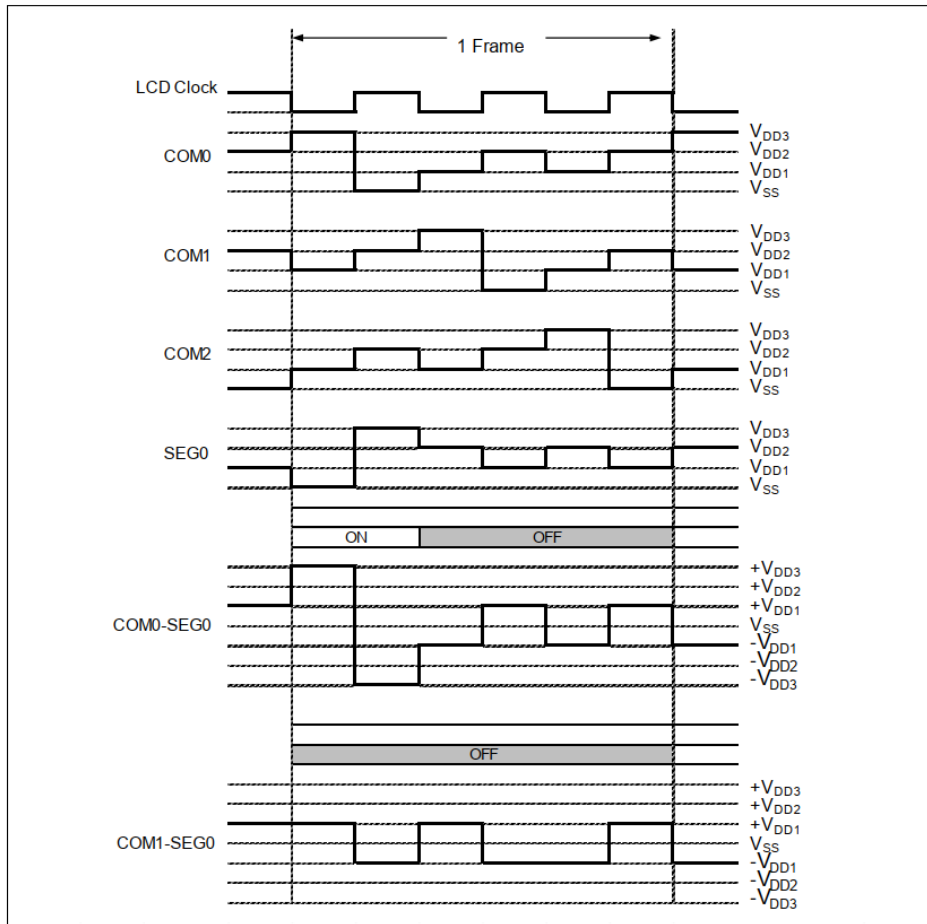 1 Frame
LCD Clock
COM0
VDD3
VDD2
VDD1
VSS
COM1
VDD3
VDD2
VDD1
VSS
COM2
VDD3
VDD2
VDD1
VSS
SEG0
VDD3
VDD2
VDD1
VSS
ON OFF
COM0-SEG0
+VDD3
+VDD2
+VDD1
VSS
-VDD1
-VDD2
-VDD3
OFF
COM1-SEG0
+VDD3
+VDD2
+VDD1
VSS
-VDD1
-VDD2
-VDD3